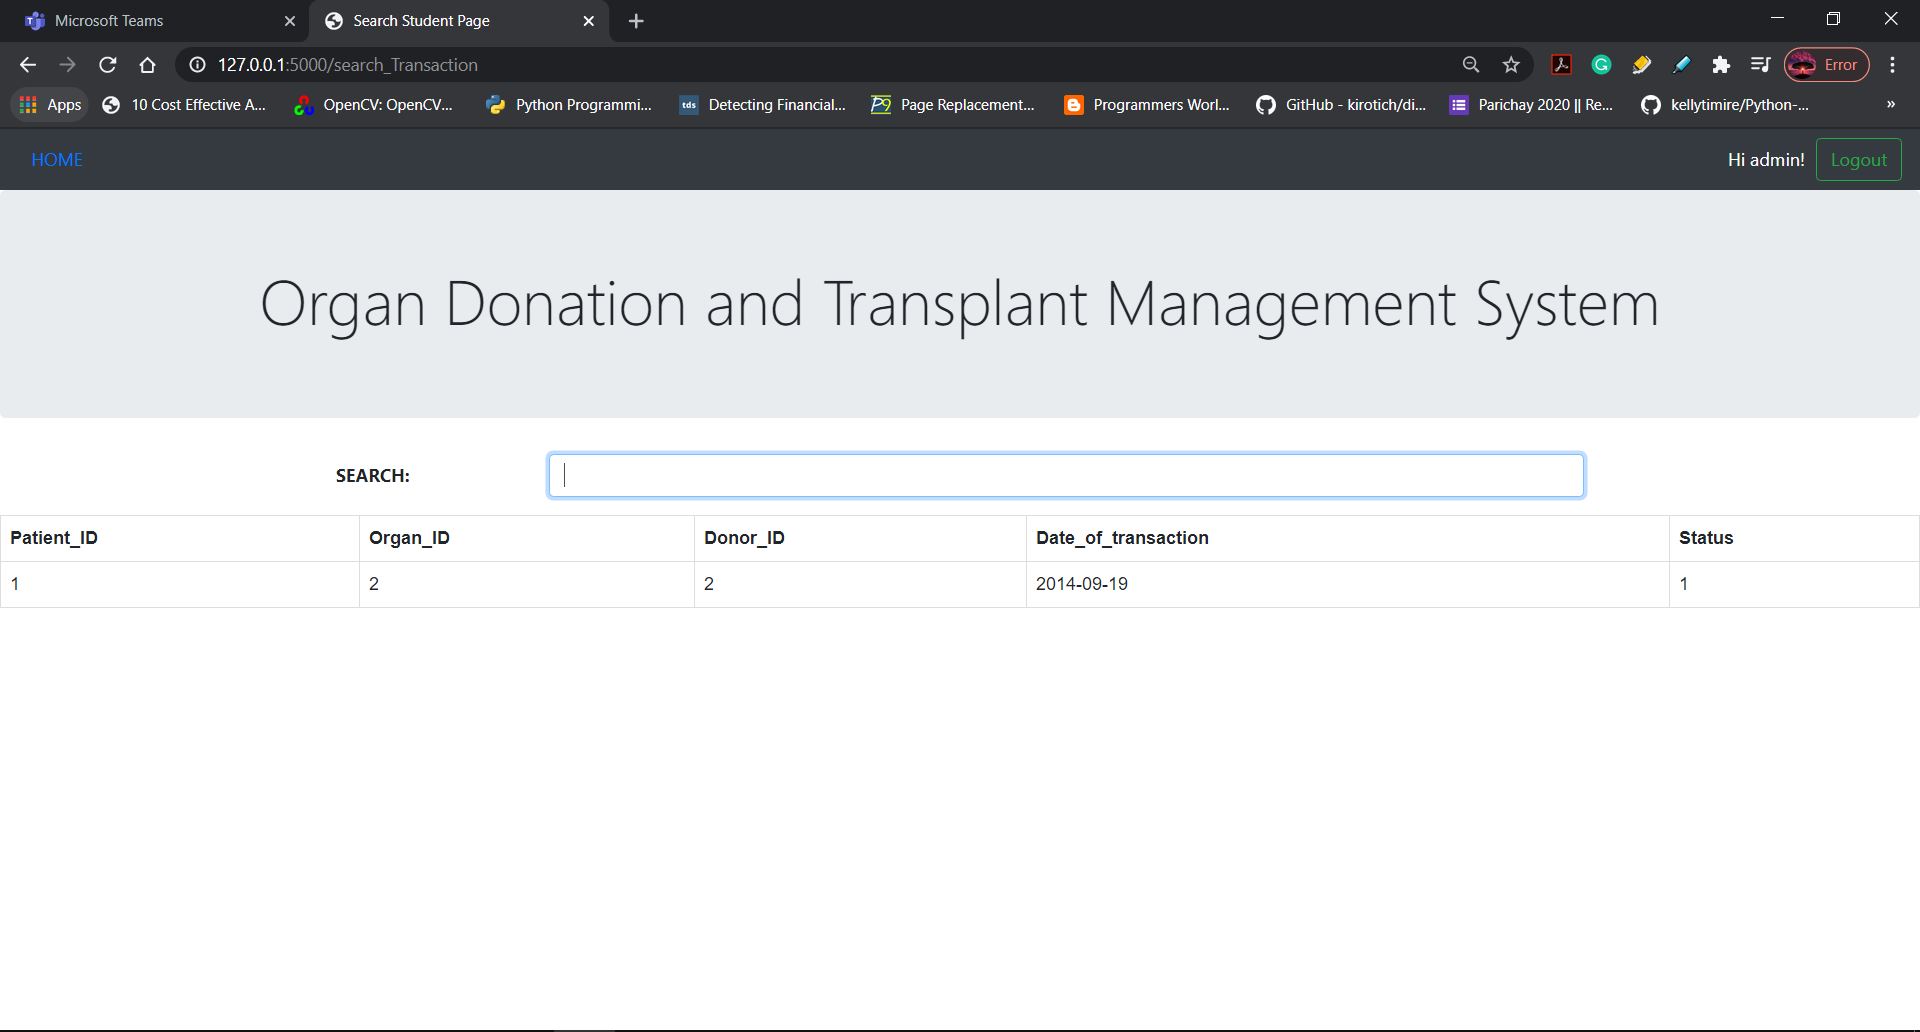 Microsoft Teams
Search Student Page
127.0.0.1:5000/search_Transaction
Error
Apps
10 Cost Effective A...
OpenCV: OpenCV...
Python Programmi...
tds
Detecting Financial...
Page Replacement...
Programmers Worl...
GitHub - kirotich/di...
Parichay 2020 || Re...
kellytimire/Python-...
»
HOME
Hi admin!
Logout
Organ Donation and Transplant Management System
SEARCH:
Patient_ID Organ_ID Donor_ID Date_of_transaction Status
1 2 2 2014-09-19 1